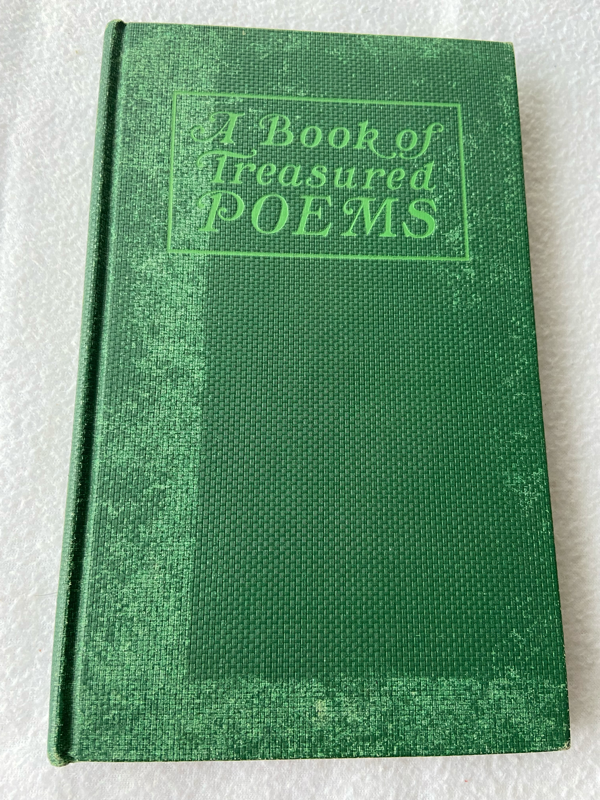 A Book of
Treasured
POEMS